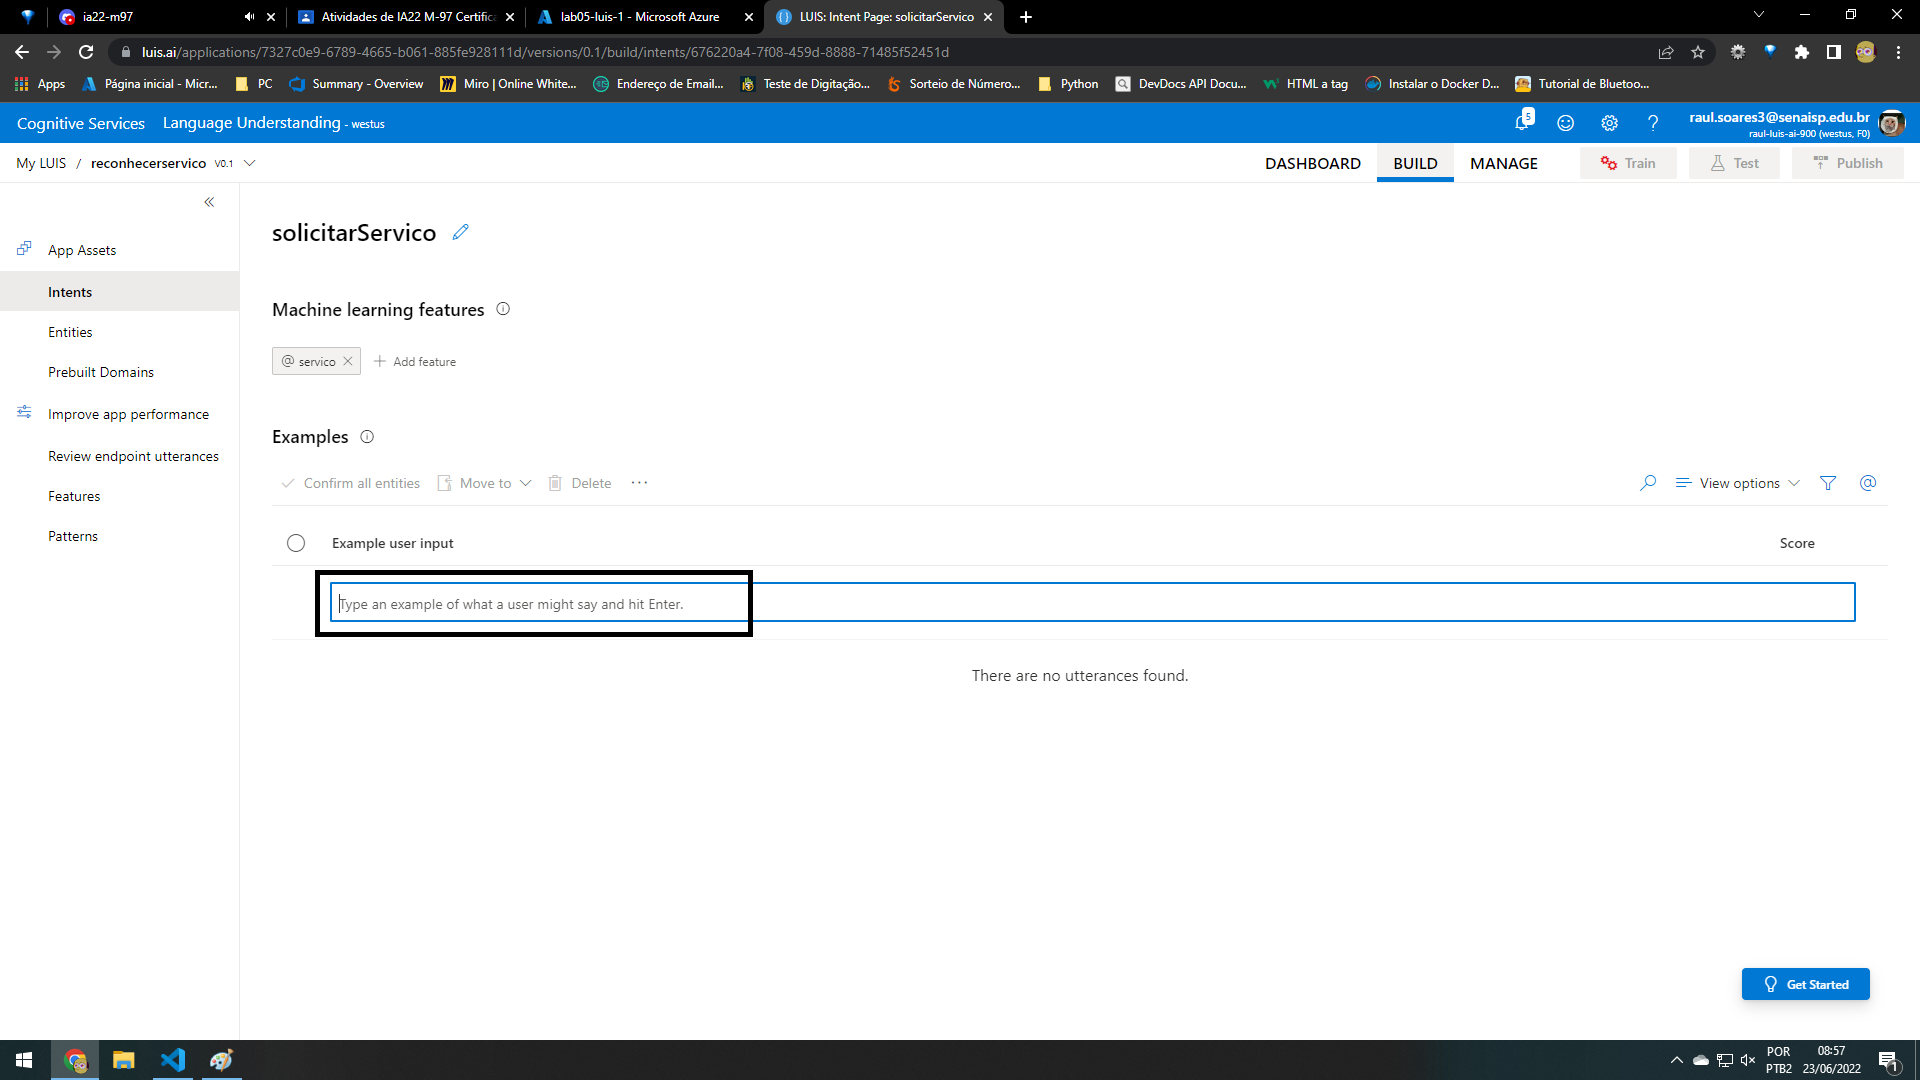 ia22-m97
Atividades de IA22 M-97 Certifica
lab05-luis-1 - Microsoft Azure
LUIS: Intent Page: solicitarServico
luis.ai/applications/7327c0e9-6789-4665-b061-885fe928111d/versions/0.1/build/intents/676220a4-7f08-459d-8888-71485f52451d
Apps
Página inicial - Micr...
PC
Summary - Overview
Miro | Online White...
Endereço de Email...
Teste de Digitação...
Sorteio de Número...
Python
DevDocs API Docu...
HTML a tag
Instalar o Docker D...
Tutorial de Bluetoo...
Cognitive Services
Language Understanding - westus
5
raul.soares3@senaisp.edu.br
raul-luis-ai-900 (westus, F0)
My LUIS / reconhecerservico V0.1
DASHBOARD
BUILD
MANAGE
Train
Test
Publish
App Assets
Intents
Entities
Prebuilt Domains
Improve app performance
Review endpoint utterances
Features
Patterns
solicitarServico
Machine learning features
@ servico
Add feature
Examples
Confirm all entities
Move to
Delete
...
View options
@
Example user input
Score
Type an example of what a user might say and hit Enter.
There are no utterances found.
Get Started
POR
PTB2
08:57
23/06/2022
1